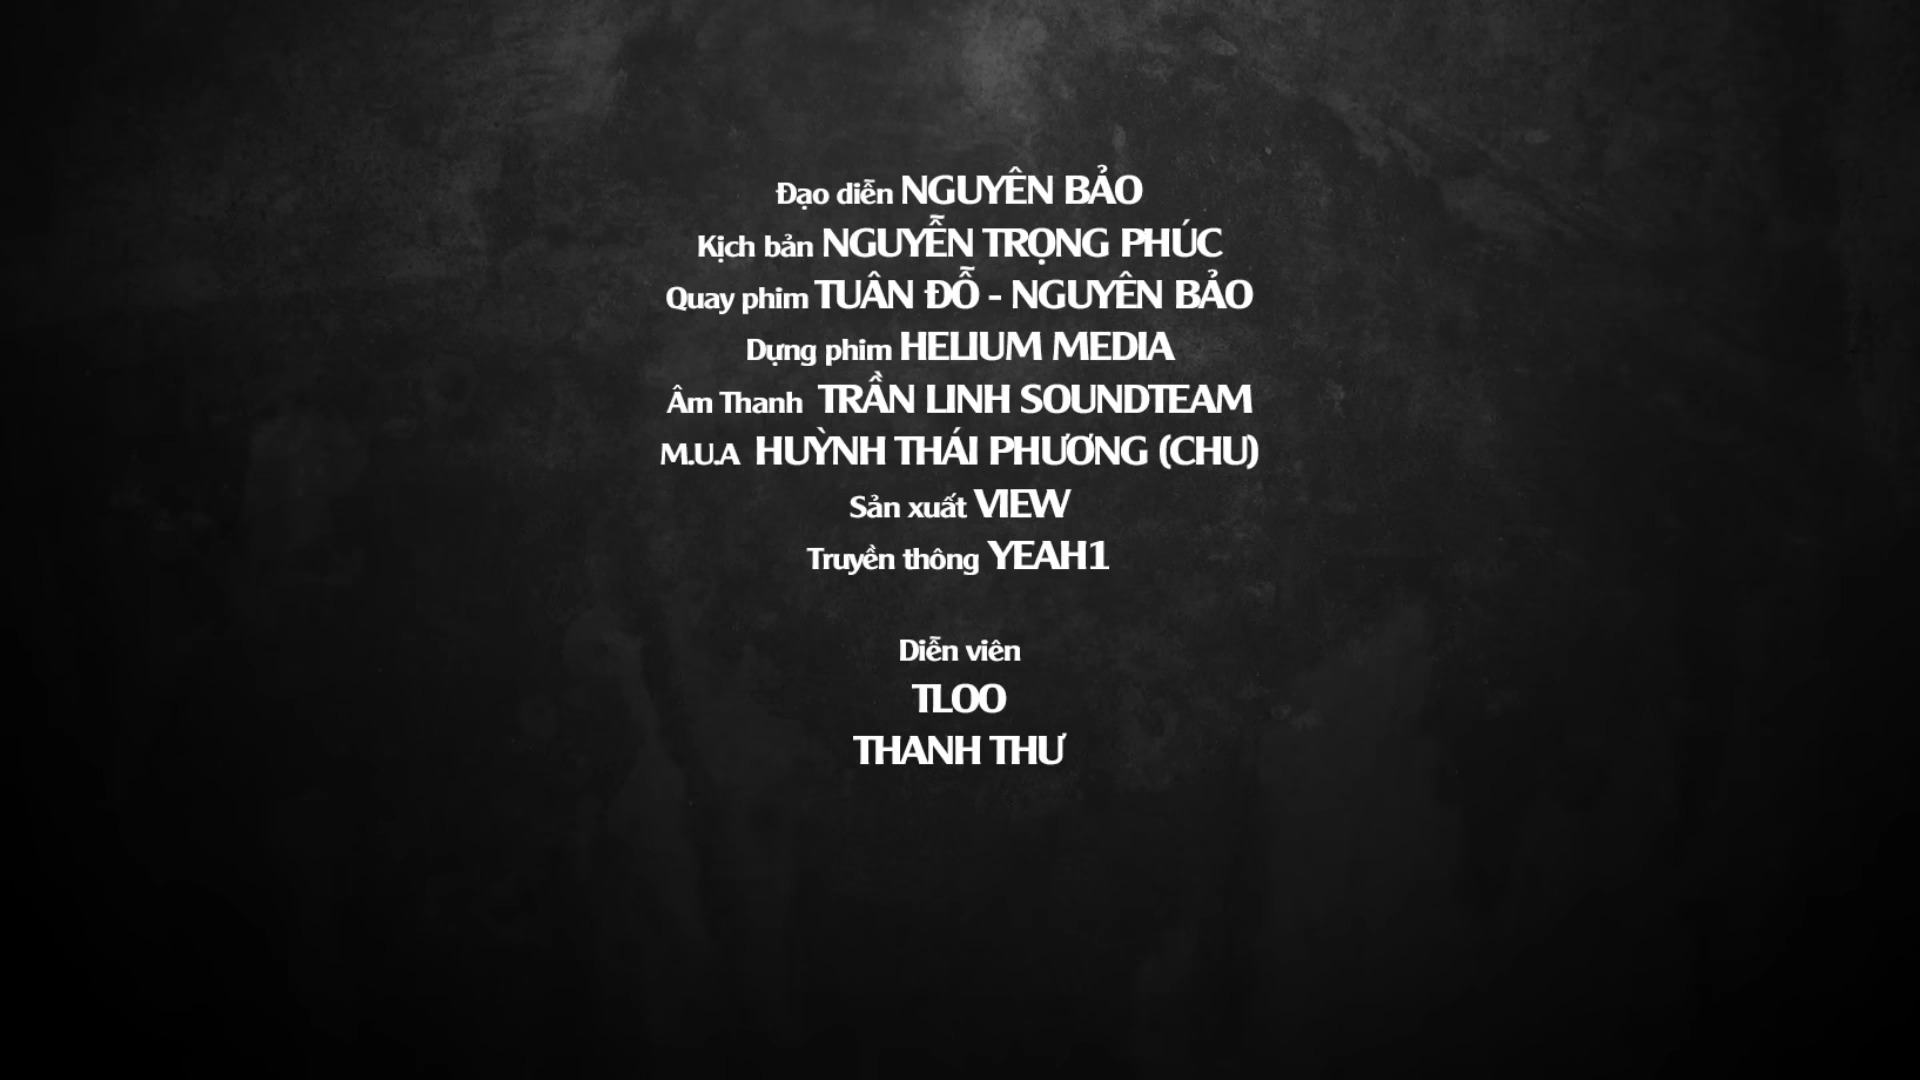 Đạo diễn NGUYÊN BẢO
Kịch bản NGUYỄN TRỌNG PHÚC
Quay phim TUÂN ĐỖ - NGUYÊN BẢO
Dựng phim HELIUM MEDIA
Âm Thanh TRẦN LINH SOUNDTEAM
M.U.A HUỲNH THÁI PHƯƠNG (CHU)
Sản xuất VIEW
Truyền thông YEAH1
Diễn viên
TLOO
THANH THƯ